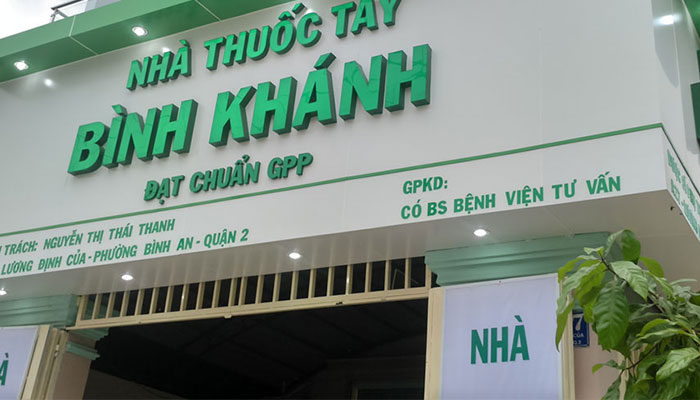 NHÀ THUỐC TÂY
BÌNH KHÁNH
ĐẠT CHUẨN GPP
TRÁCH: NGUYỄN THỊ THÁI THANH
LƯƠNG ĐỊNH CỦA - PHƯỜNG BÌNH AN - QUẬN 2
GPKD:
CÓ BS BỆNH VIỆN TƯ VẤN
NHÀ
7